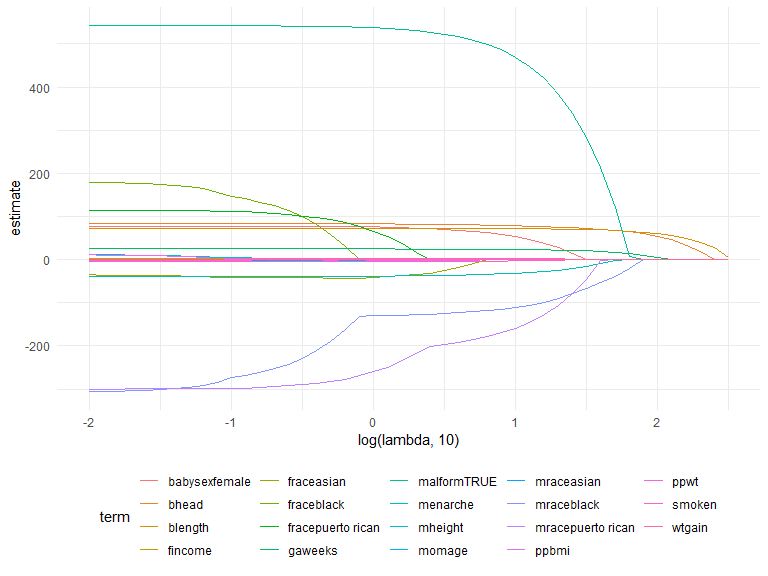 400
200
0
-200
estimate
-2 -1 0 1 2
log(lambda, 10)
term
babysexfemale fraceasian malformTRUE mraceasian ppwt
bhead fraceblack menarche mraceblack smoken
blength fracepuerto rican mheight mracepuerto rican wtgain
fincome gaweeks momage ppbmi